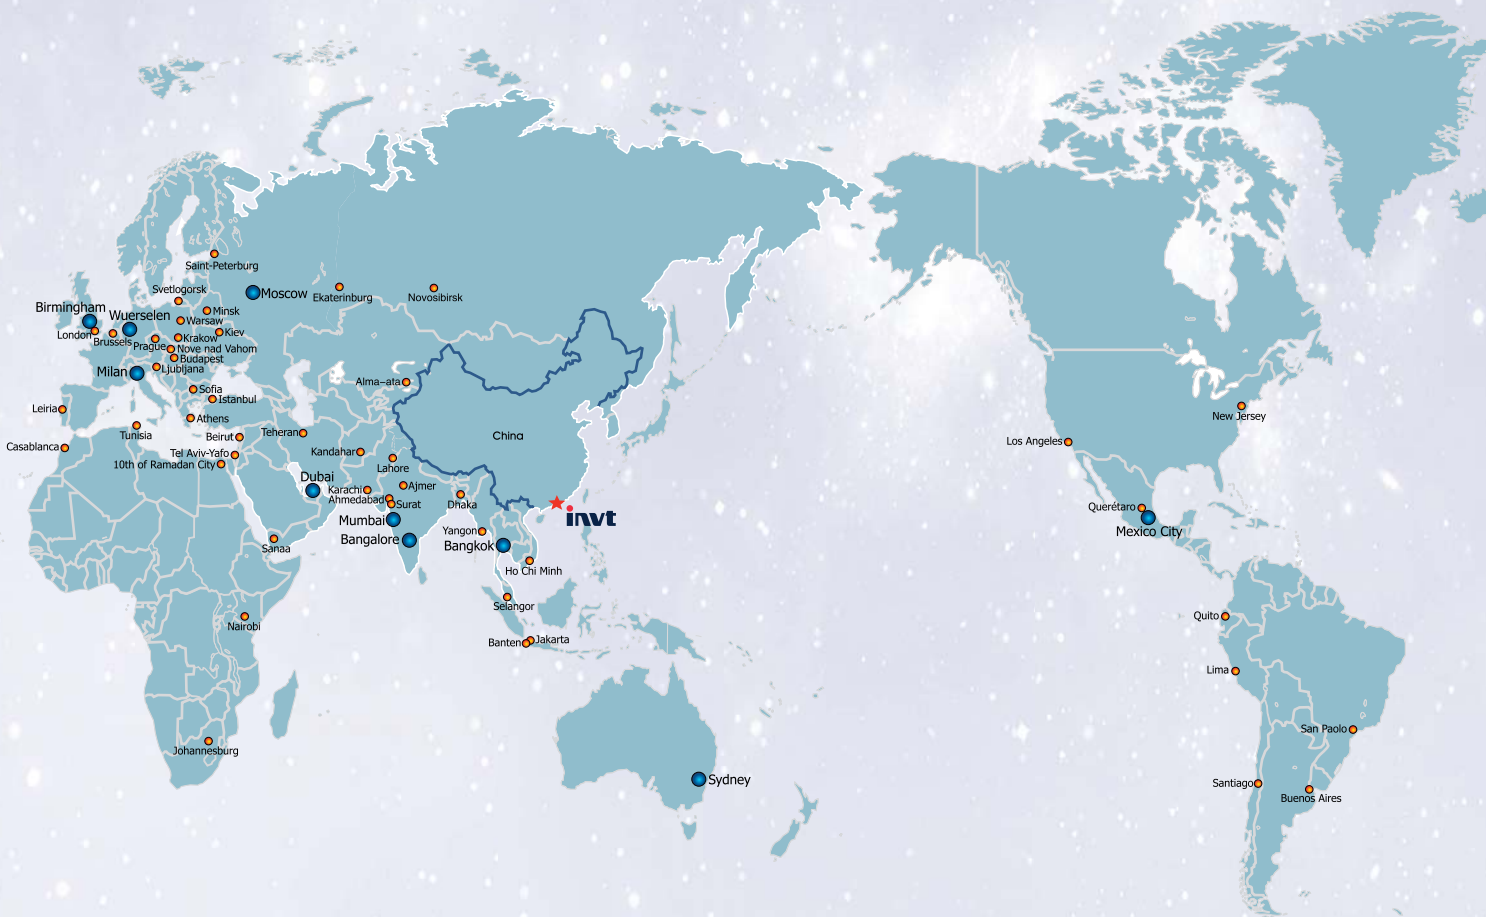 Saint-Peterburg
Svetlogorsk
Moscow
Ekaterinburg
Novosibirsk
Birmingham
Wuerselen
Minsk
Warsaw
London
Brussels
Prague
Krakow
Kiev
Nove nad Vahom
Budapest
Milan
Ljubljana
Alma-ata
Sofia
Istanbul
Leiria
Athens
New Jersey
Tunisia
Beirut
Teheran
China
Casablanca
Tel Aviv-Yafo
Kandahar
Los Angeles
10th of Ramadan City
Lahore
Dubai
Karachi
Ajmer
Ahmedabad
Surat
Dhaka
Querétaro
invt
Mumbai
Yangon
Mexico City
Bangalore
Bangkok
Sanaa
Ho Chi Minh
Selangor
Quito
Nairobi
Banten
Jakarta
Lima
San Paolo
Johannesburg
Sydney
Santiago
Buenos Aires